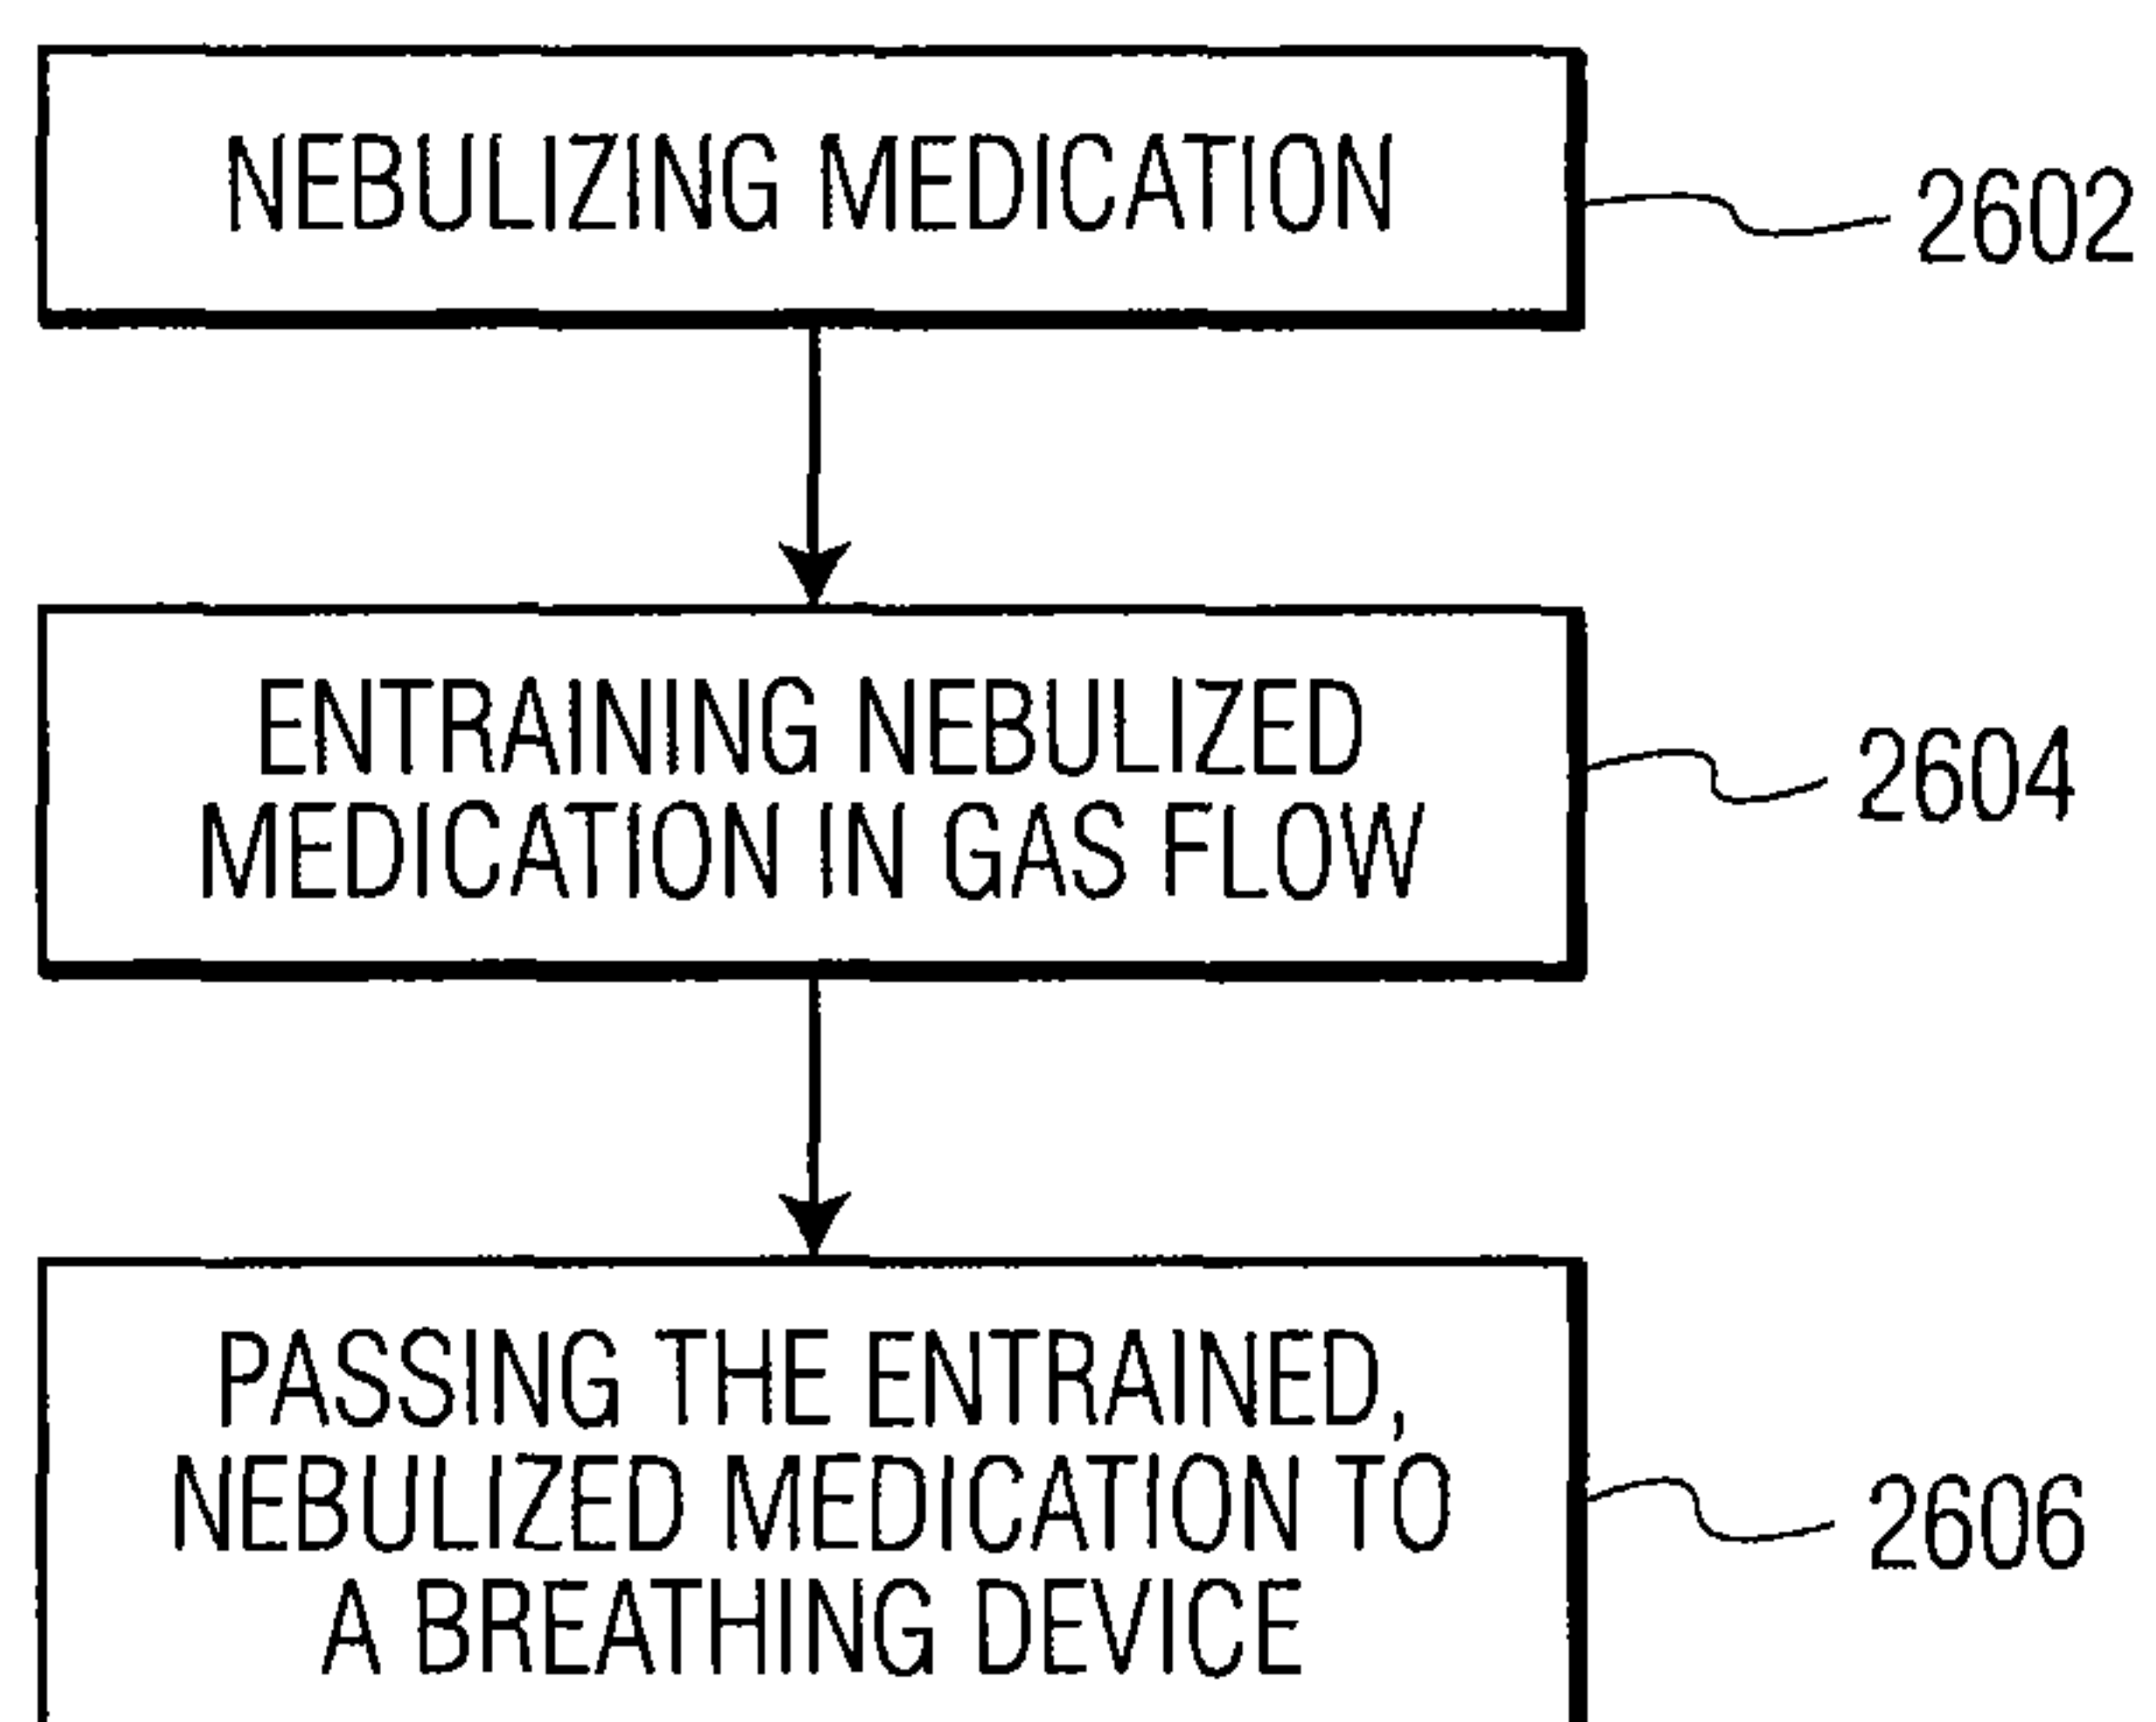 NEBULIZING MEDICATION
2602
ENTRAINING NEBULIZED
MEDICATION IN GAS FLOW
2604
PASSING THE ENTRAINED,
NEBULIZED MEDICATION TO
A BREATHING DEVICE
2606